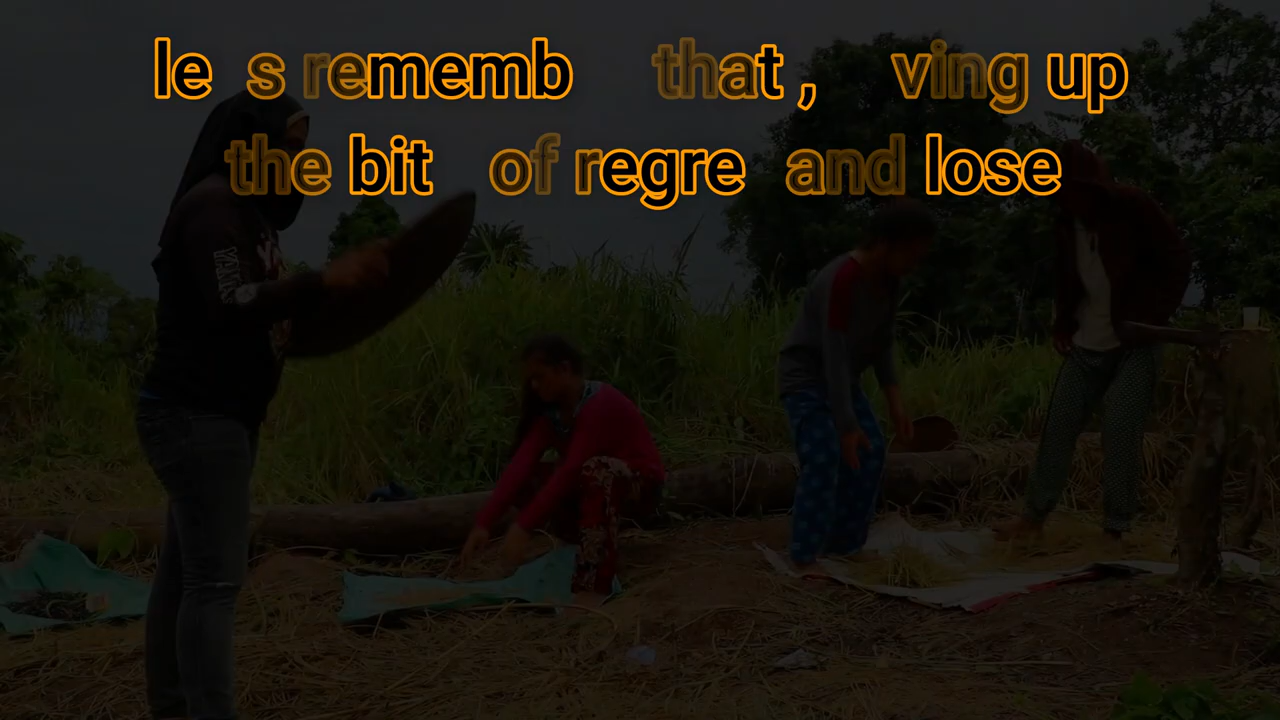 le s rememb that , ving up
the bit of regre and lose